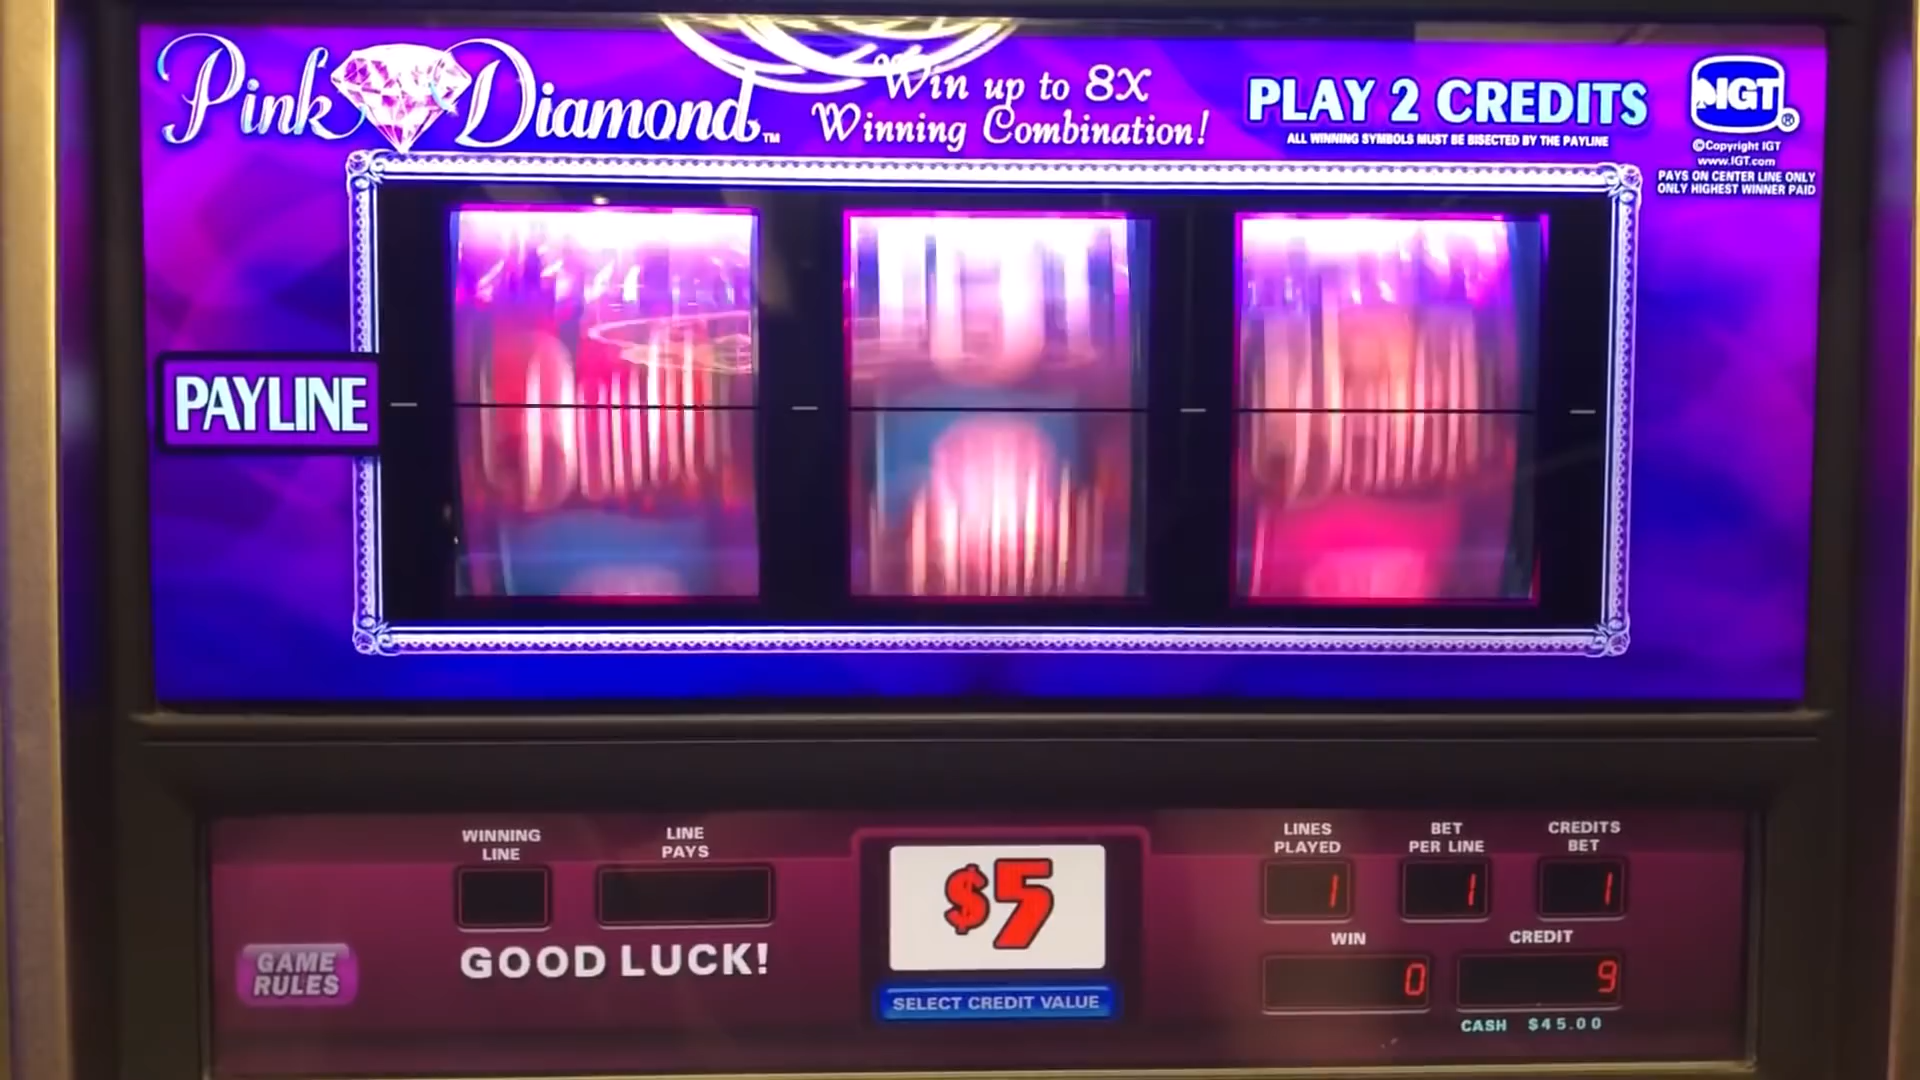 Pink Diamond™
Win up to 8X
Winning Combination!
PLAY 2 CREDITS
ALL WINNING SYMBOLS MUST BE BISECTED BY THE PAYLINE
IGT®
©Copyright IGT
www.IGT.com
PAYS ON CENTER LINE ONLY
ONLY HIGHEST WINNER PAID
PAYLINE
WINNING
LINE
LINE
PAYS
GOOD LUCK!
GAME
RULES
$5
SELECT CREDIT VALUE
LINES
PLAYED
1
BET
PER LINE
1
CREDITS
BET
1
WIN
0
CREDIT
9
CASH $45.00